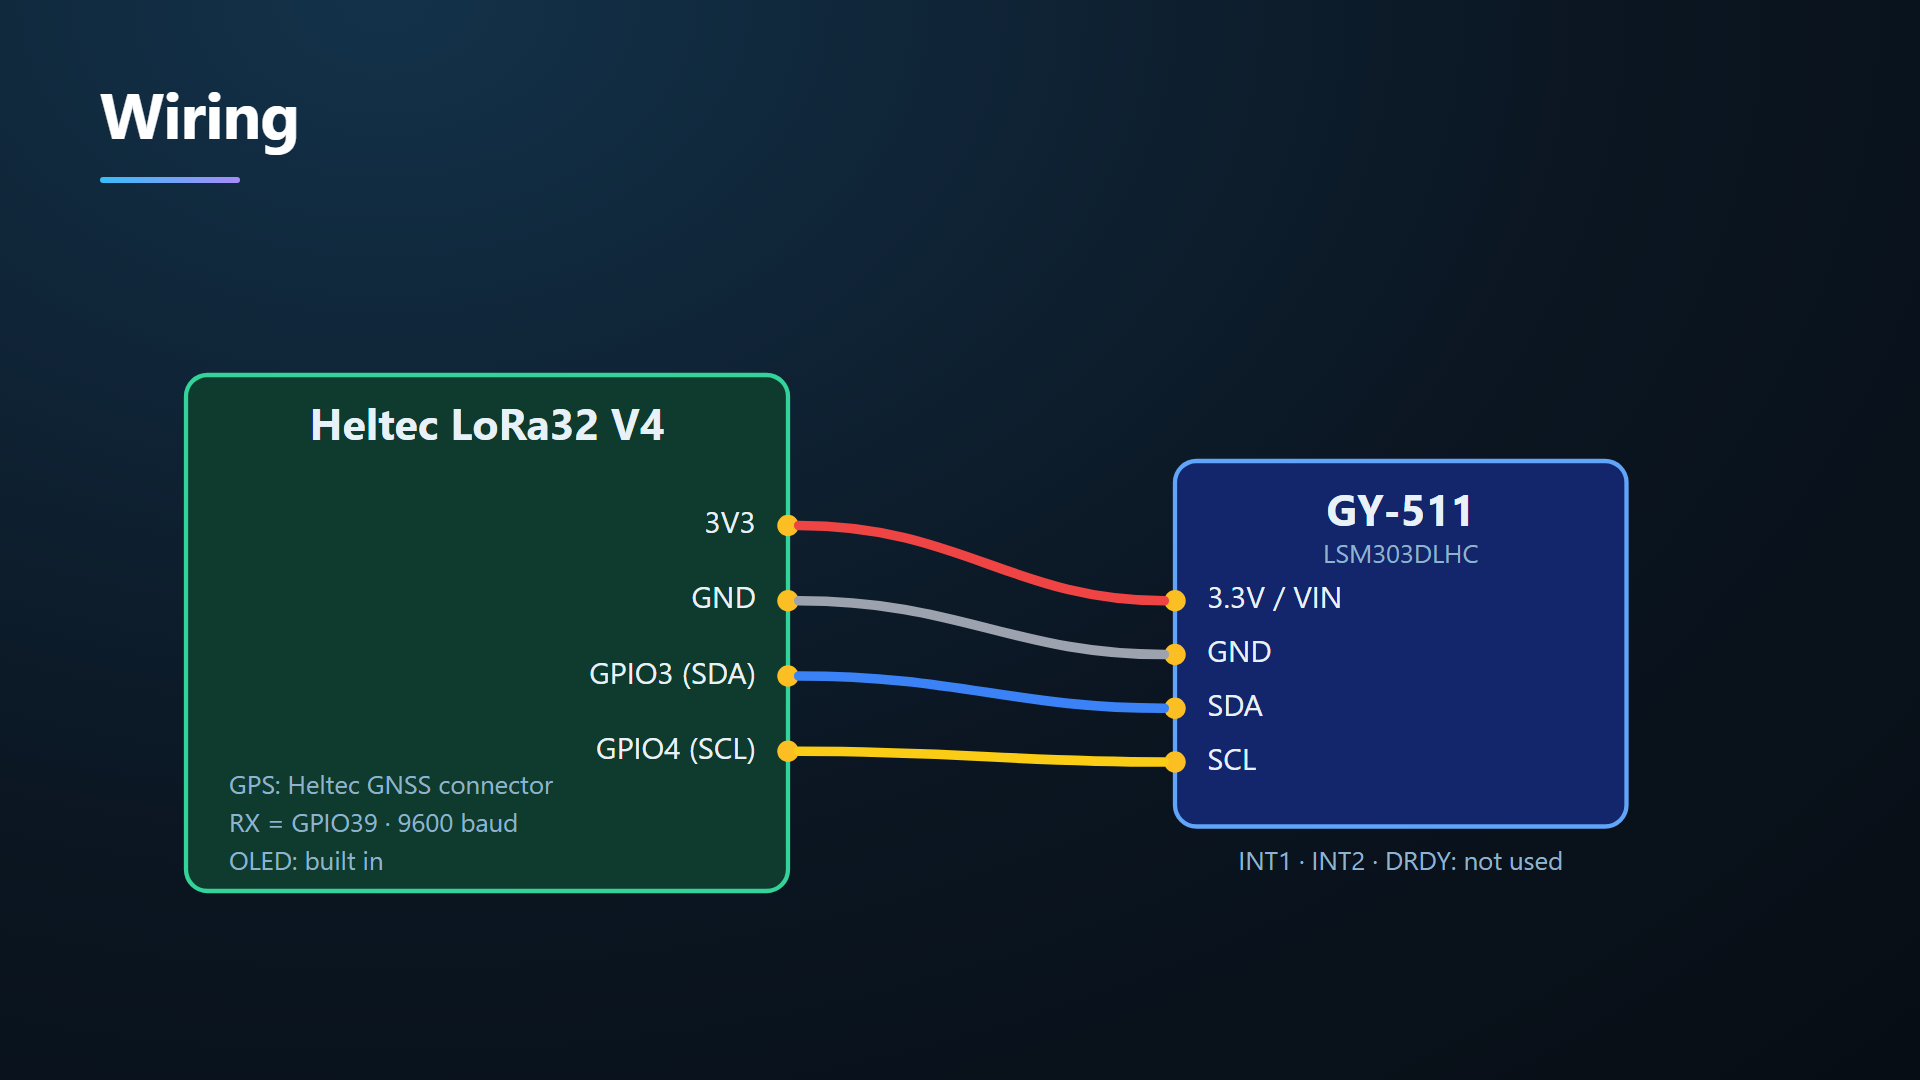 Wiring
Heltec LoRa32 V4
3V3
GND
GPIO3 (SDA)
GPIO4 (SCL)
GPS: Heltec GNSS connector
RX = GPIO39 · 9600 baud
OLED: built in
GY-511
LSM303DLHC
3.3V / VIN
GND
SDA
SCL
INT1 · INT2 · DRDY: not used